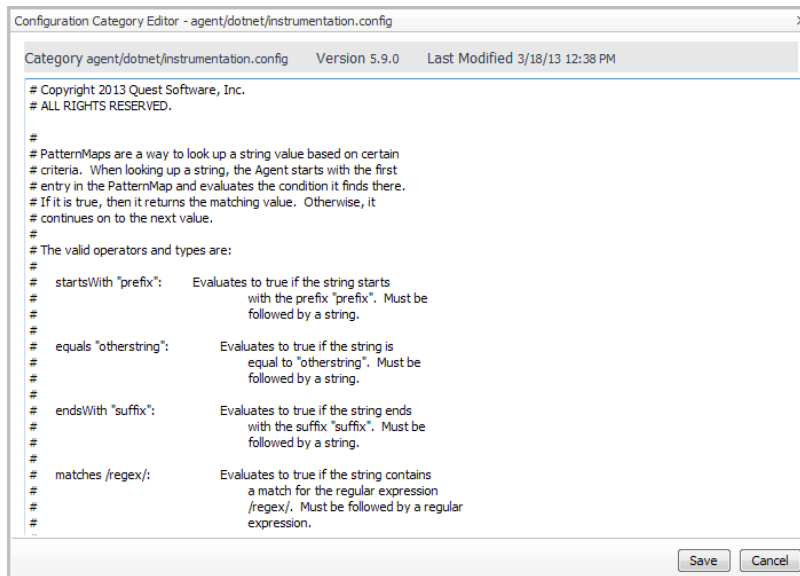 Configuration Category Editor - agent/dotnet/instrumentation.config
Category agent/dotnet/instrumentation.config Version 5.9.0 Last Modified 3/18/13 12:38 PM
# Copyright 2013 Quest Software, Inc.
# ALL RIGHTS RESERVED.
#
# PatternMaps are a way to look up a string value based on certain
# criteria. When looking up a string, the Agent starts with the first
# entry in the PatternMap and evaluates the condition it finds there.
# If it is true, then it returns the matching value. Otherwise, it
# continues on to the next value.
#
# The valid operators and types are:
#
# startsWith "prefix": Evaluates to true if the string starts
# with the prefix "prefix". Must be
# followed by a string.
#
# equals "otherstring": Evaluates to true if the string is
# equal to "otherstring". Must be
# followed by a string.
#
# endsWith "suffix": Evaluates to true if the string ends
# with the suffix "suffix". Must be
# followed by a string.
#
# matches /regex/: Evaluates to true if the string contains
# a match for the regular expression
# /regex/. Must be followed by a regular
# expression.
Save Cancel